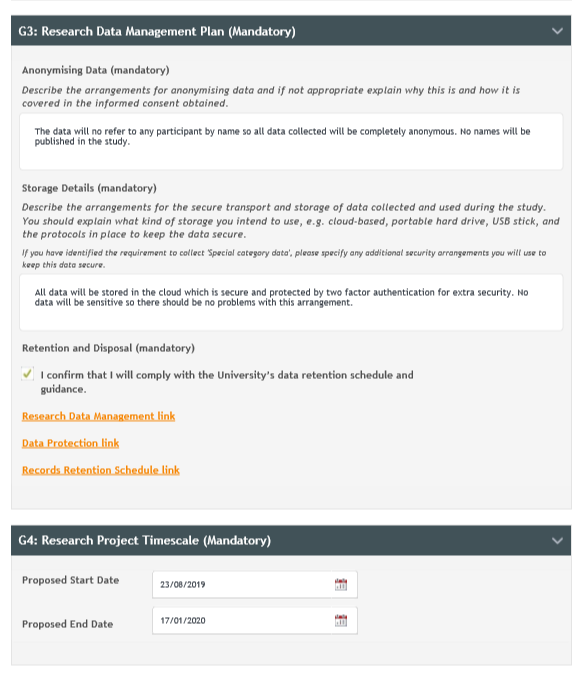 G3: Research Data Management Plan (Mandatory)
Anonymising Data (mandatory)
Describe the arrangements for anonymising data and if not appropriate explain why this is and how it is
covered in the informed consent obtained.
The data will no refer to any participant by name so all data collected will be completely anonymous. No names will be
published in the study.
Storage Details (mandatory)
Describe the arrangements for the secure transport and storage of data collected and used during the study.
You should explain what kind of storage you intend to use, e.g. cloud-based, portable hard drive, USB stick, and
the protocols in place to keep the data secure.
If you have identified the requirement to collect 'Special category data', please specify any additional security arrangements you will use to
keep this data secure.
All data will be stored in the cloud which is secure and protected by two factor authentication for extra security. No
data will be sensitive so there should be no problems with this arrangement.
Retention and Disposal (mandatory)
I confirm that I will comply with the University's data retention schedule and
guidance.
Research Data Management link
Data Protection link
Records Retention Schedule link
G4: Research Project Timescale (Mandatory)
Proposed Start Date 23/08/2019
Proposed End Date 17/01/2020